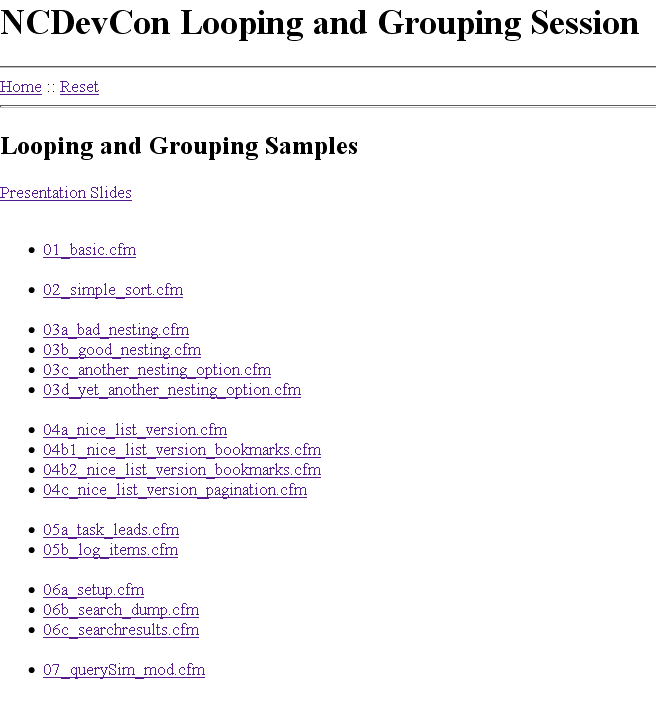 NCDevCon Looping and Grouping Session
Home :: Reset
Looping and Grouping Samples
Presentation Slides
01_basic.cfm
02_simple_sort.cfm
03a_bad_nesting.cfm
03b_good_nesting.cfm
03c_another_nesting_option.cfm
03d_yet_another_nesting_option.cfm
04a_nice_list_version.cfm
04b1_nice_list_version_bookmarks.cfm
04b2_nice_list_version_bookmarks.cfm
04c_nice_list_version_pagination.cfm
05a_task_leads.cfm
05b_log_items.cfm
06a_setup.cfm
06b_search_dump.cfm
06c_searchresults.cfm
07_querySim_mod.cfm